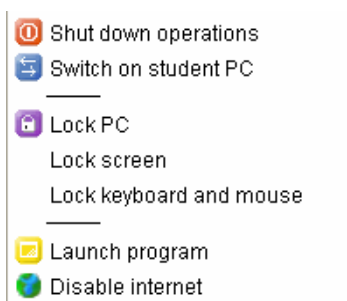 Shut down operations
Switch on student PC
Lock PC
Lock screen
Lock keyboard and mouse
Launch program
Disable internet